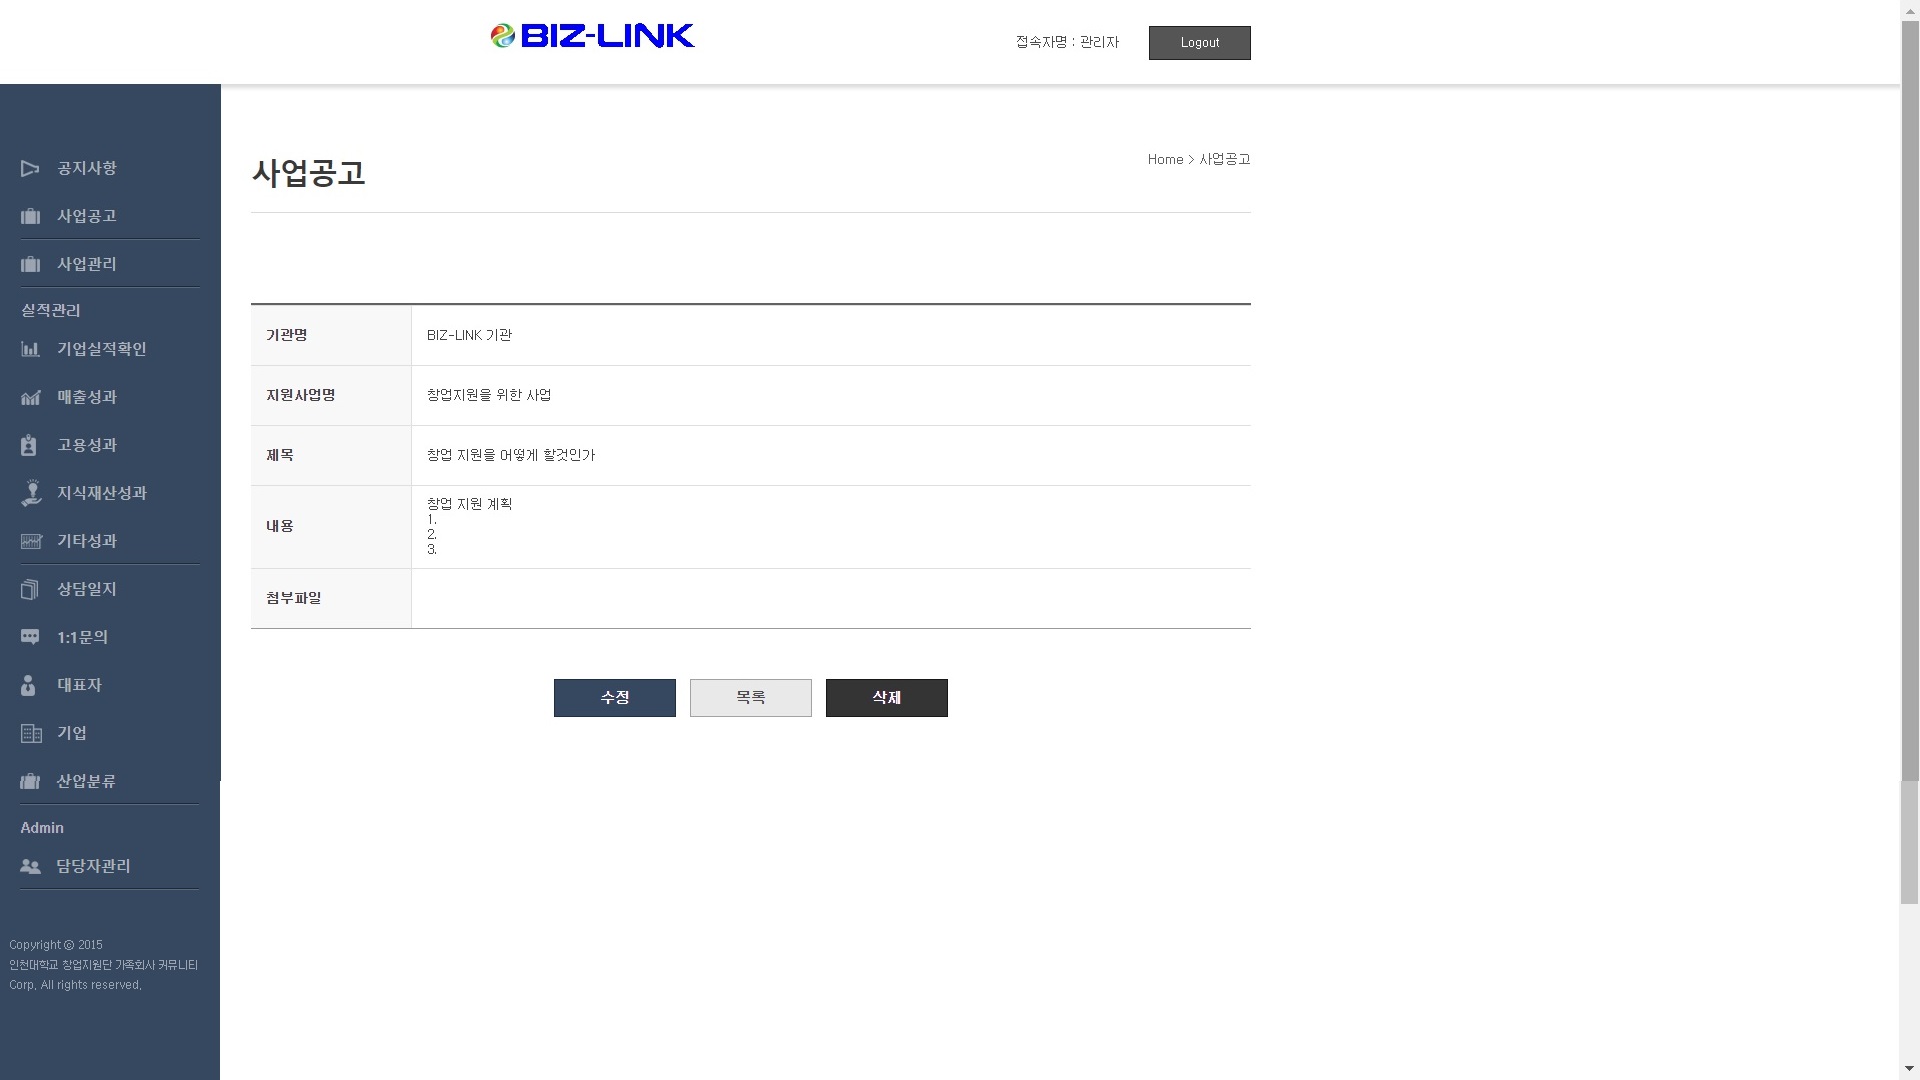 BIZ-LINK
접속자명 : 관리자
Logout
공지사항
사업공고
사업관리
실적관리
기업실적확인
매출성과
고용성과
지식재산성과
기타성과
상담일지
1:1문의
대표자
기업
산업분류
Admin
담당자관리
Copyright ⓒ 2015
인천대학교 창업지원단 가족회사 커뮤니티
Corp. All rights reserved.
사업공고
Home > 사업공고
기관명 BIZ-LINK 기관
지원사업명 창업지원을 위한 사업
제목 창업 지원을 어떻게 할것인가
내용 창업 지원 계획
1.
2.
3.
첨부파일
수정 목록 삭제